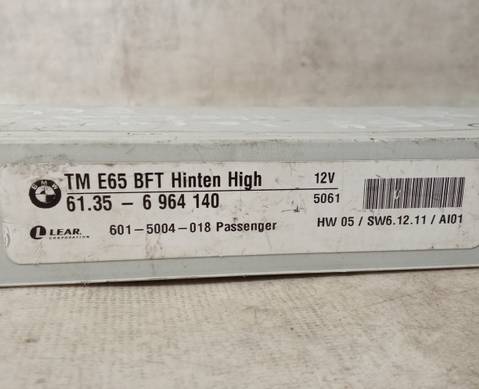 BMW
TM E65 BFT Hinten High 12V
61.35 - 6 964 140 5061
LEAR. 601-5004-018 Passenger HW 05 / SW6.12.11 / AI01
CORPORATION